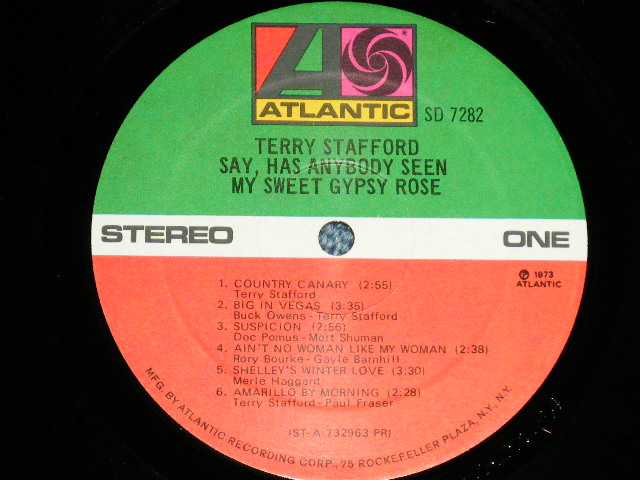 ATLANTIC
SD 7282
TERRY STAFFORD
SAY, HAS ANYBODY SEEN
MY SWEET GYPSY ROSE
STEREO
ONE
℗ 1973
ATLANTIC
1. COUNTRY CANARY (2:55)
Terry Stafford
2. BIG IN VEGAS (3:35)
Buck Owens - Terry Stafford
3. SUSPICION (2:56)
Doc Pomus - Mort Shuman
4. AIN'T NO WOMAN LIKE MY WOMAN (2:38)
Rory Bourke - Gayle Barnhill
5. SHELLEY'S WINTER LOVE (3:30)
Merle Haggard
6. AMARILLO BY MORNING (2:28)
Terry Stafford - Paul Fraser
(ST-A-732963 PR)
MFG. BY ATLANTIC RECORDING CORP., 75 ROCKEFELLER PLAZA, N.Y., N.Y.